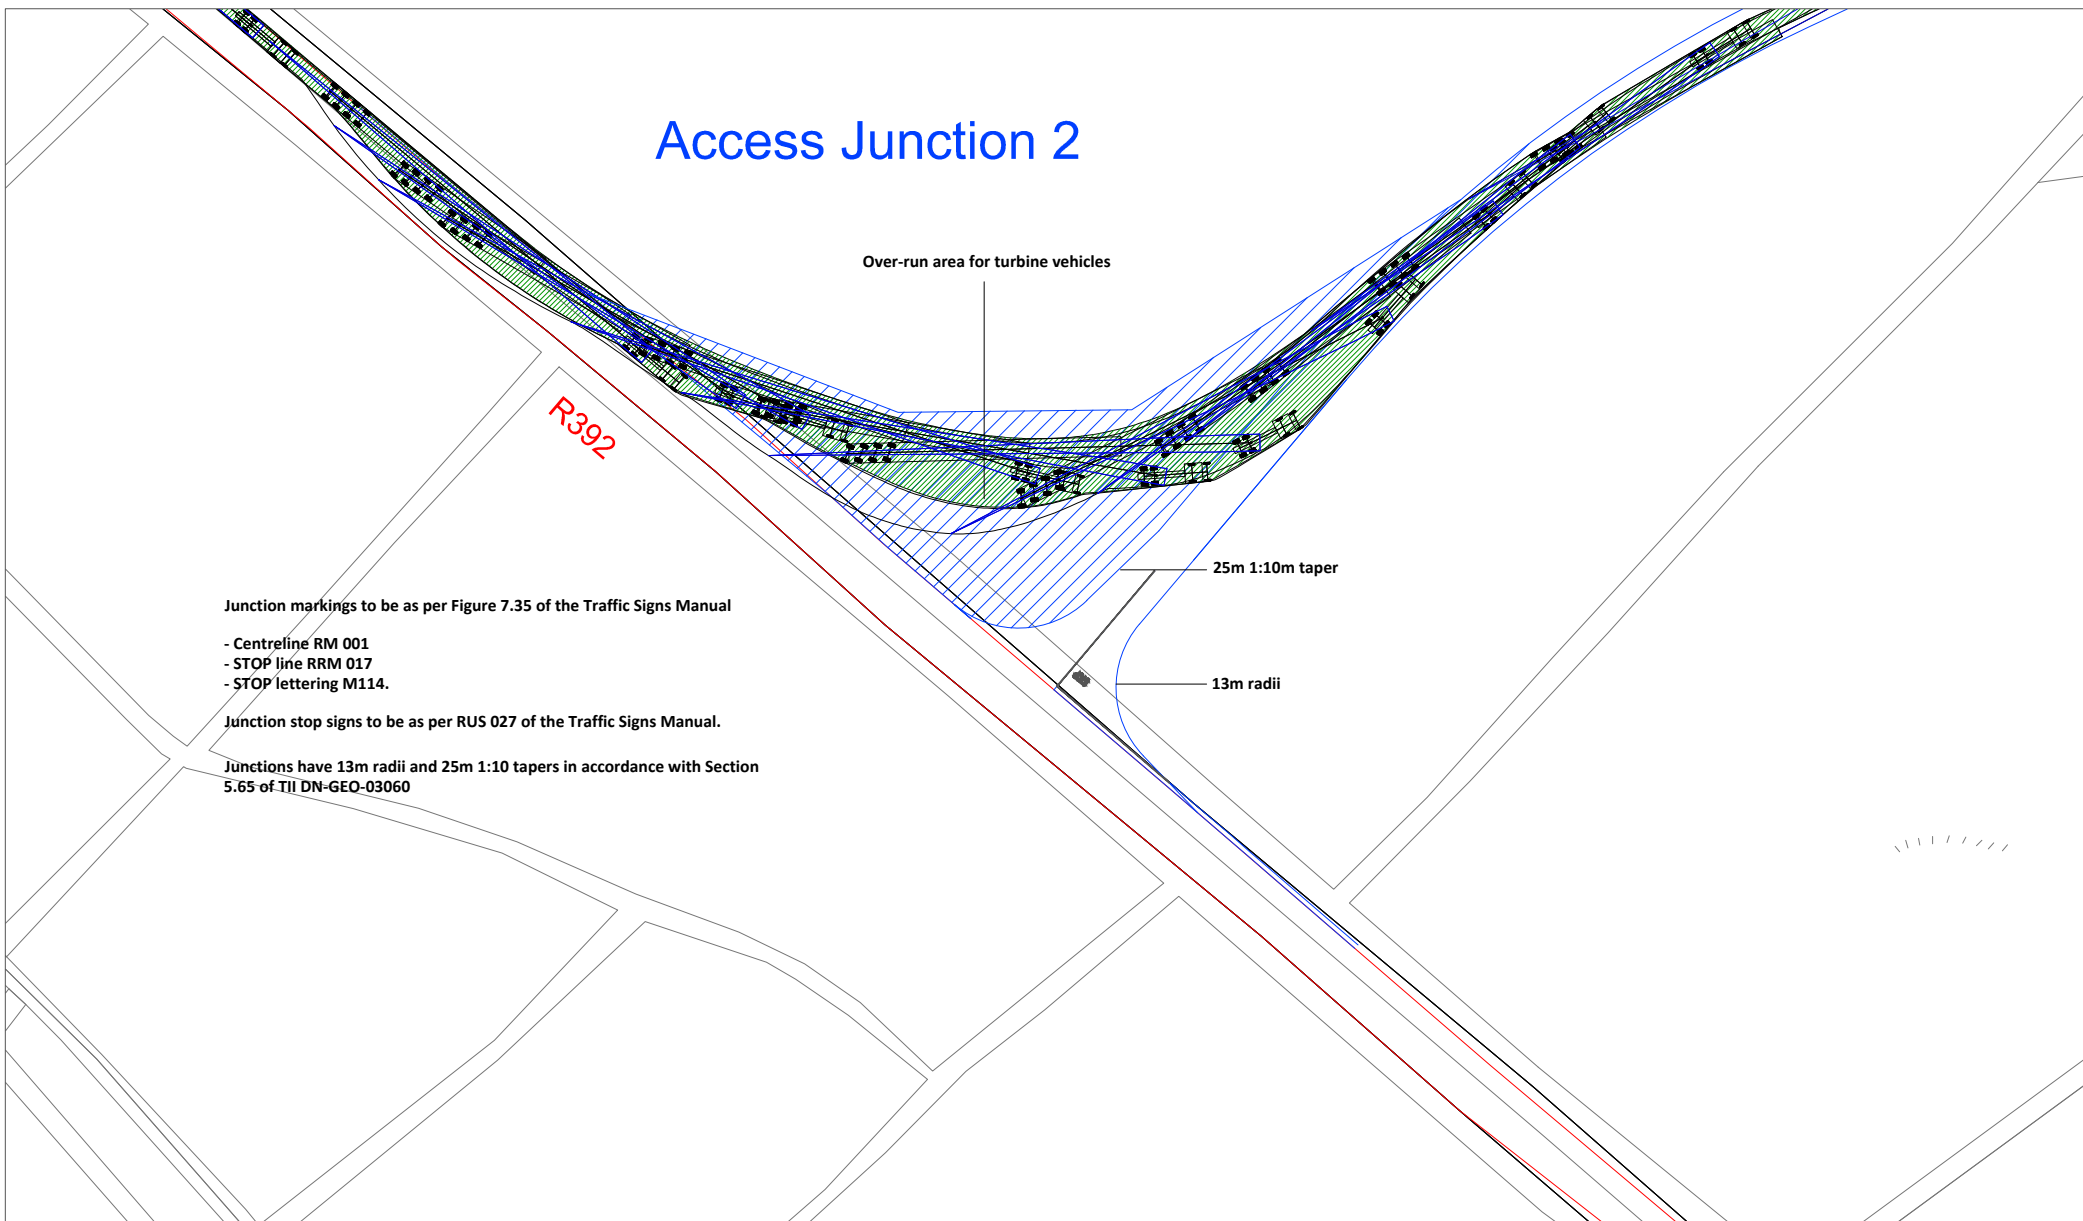 Access Junction 2
Over-run area for turbine vehicles
R392
25m 1:10m taper
Junction markings to be as per Figure 7.35 of the Traffic Signs Manual
- Centreline RM 001
- STOP line RRM 017
- STOP lettering M114.
13m radii
Junction stop signs to be as per RUS 027 of the Traffic Signs Manual.
Junctions have 13m radii and 25m 1:10 tapers in accordance with Section
5.65 of TII DN-GEO-03060